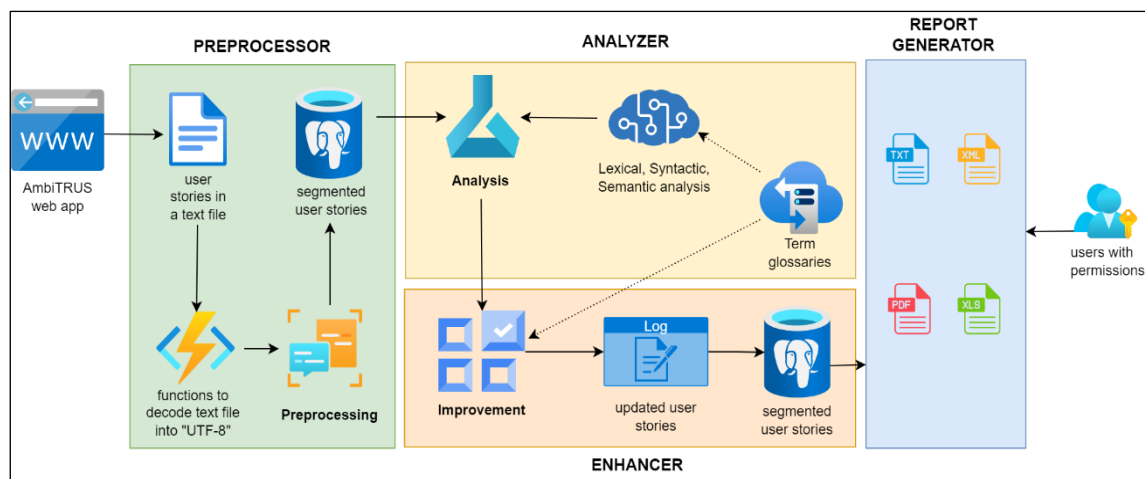 PREPROCESSOR
ANALYZER
REPORT
GENERATOR
WWW
AmbiTRUS
web app
user
stories in
a text file
segmented
user stories
functions to
decode text file
into "UTF-8"
Preprocessing
Analysis
Lexical, Syntactic,
Semantic analysis
Term
glossaries
Improvement
Log
updated user
stories
segmented
user stories
ENHANCER
TXT
XML
PDF
XLS
users with
permissions